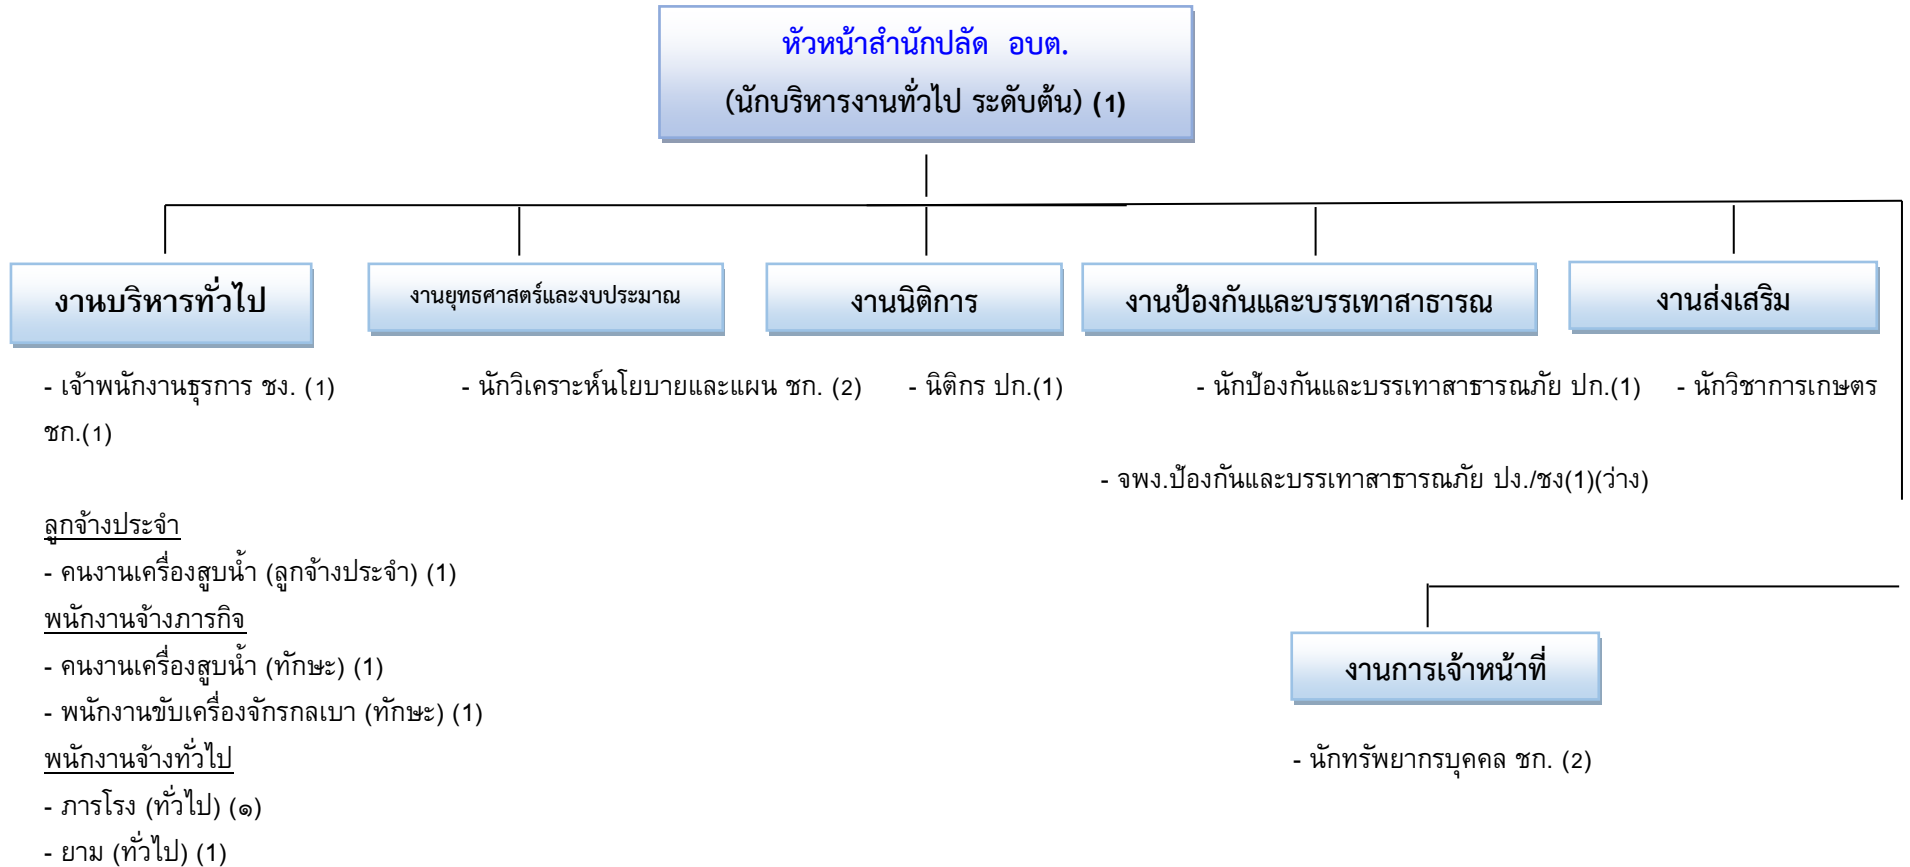 หัวหน้าสำนักปลัด อบต.
(นักบริหารงานทั่วไป ระดับต้น) (1)
งานบริหารทั่วไป
งานยุทธศาสตร์และงบประมาณ
งานนิติการ
งานป้องกันและบรรเทาสาธารณ
งานส่งเสริม
- เจ้าพนักงานธุรการ ชง. (1) - นักวิเคราะห์นโยบายและแผน ชก. (2) - นิติกร ปก.(1) - นักป้องกันและบรรเทาสาธารณภัย ปก.(1) - นักวิชาการเกษตร
ชก.(1)
- จพง.ป้องกันและบรรเทาสาธารณภัย ปง./ชง(1)(ว่าง)
ลูกจ้างประจำ
- คนงานเครื่องสูบน้ำ (ลูกจ้างประจำ) (1)
พนักงานจ้างภารกิจ
- คนงานเครื่องสูบน้ำ (ทักษะ) (1)
- พนักงานขับเครื่องจักรกลเบา (ทักษะ) (1)
พนักงานจ้างทั่วไป
- ภารโรง (ทั่วไป) (๑)
- ยาม (ทั่วไป) (1)
งานการเจ้าหน้าที่
- นักทรัพยากรบุคคล ชก. (2)